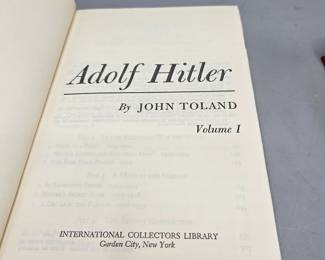 Adolf Hitler
By JOHN TOLAND
Volume I
INTERNATIONAL COLLECTORS LIBRARY
Garden City, New York